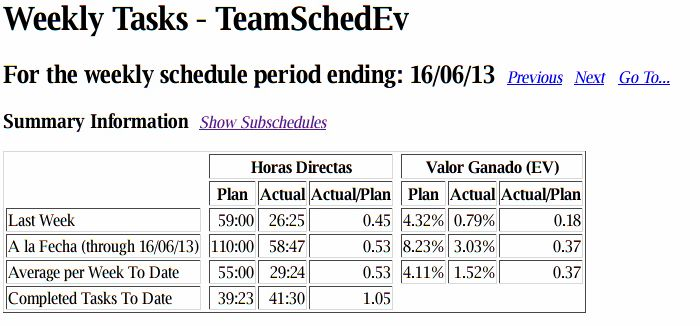 Weekly Tasks - TeamSchedEv
For the weekly schedule period ending: 16/06/13 Previous Next Go To...
Summary Information Show Subschedules
Horas Directas Valor Ganado (EV)
Plan Actual Actual/Plan Plan Actual Actual/Plan
Last Week 59:00 26:25 0.45 4.32% 0.79% 0.18
A la Fecha (through 16/06/13) 110:00 58:47 0.53 8.23% 3.03% 0.37
Average per Week To Date 55:00 29:24 0.53 4.11% 1.52% 0.37
Completed Tasks To Date 39:23 41:30 1.05